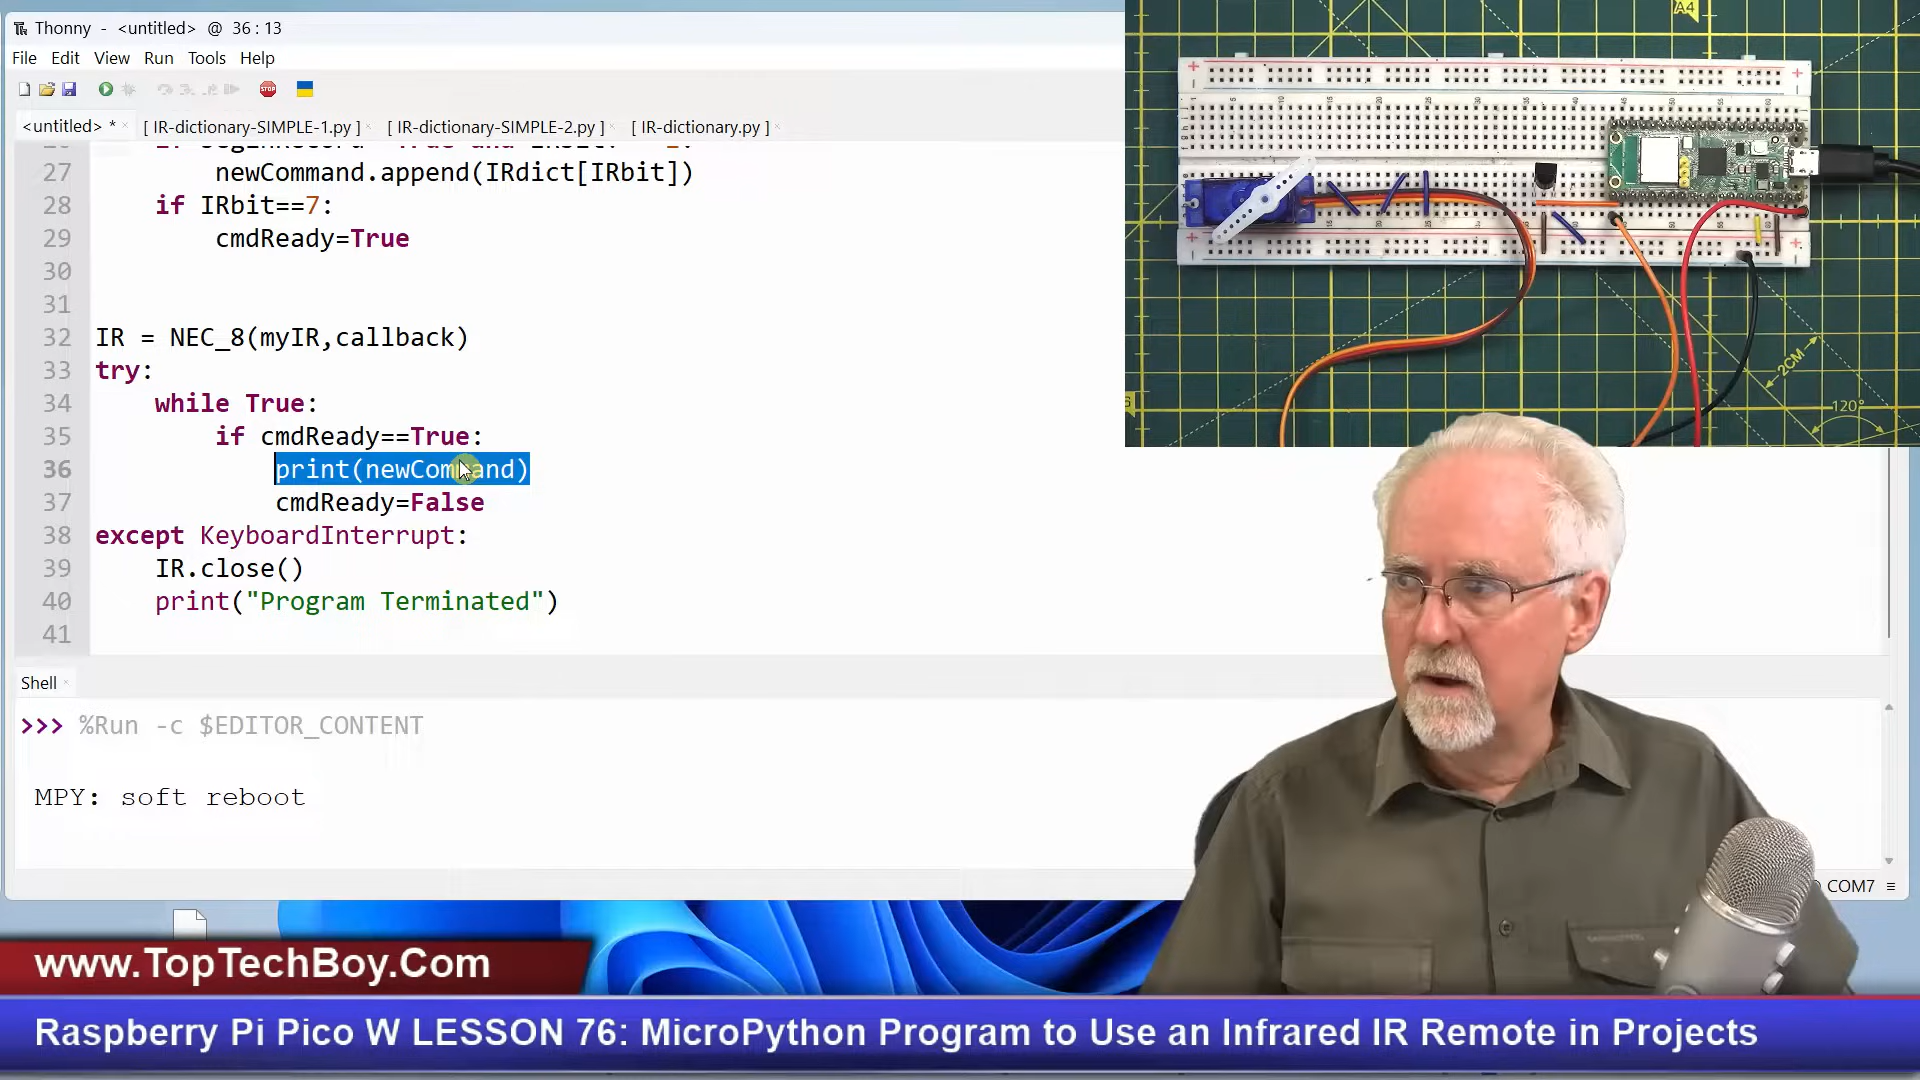 Thonny - <untitled> @ 36 : 13
File Edit View Run Tools Help
STOP
<untitled> * × [ IR-dictionary-SIMPLE-1.py ] × [ IR-dictionary-SIMPLE-2.py ] × [ IR-dictionary.py ] ×
27 newCommand.append(IRdict[IRbit])
28 if IRbit==7:
29 cmdReady=True
30
31
32 IR = NEC_8(myIR,callback)
33 try:
34 while True:
35 if cmdReady==True:
36 print(newCommand)
37 cmdReady=False
38 except KeyboardInterrupt:
39 IR.close()
40 print("Program Terminated")
41
Shell ×
>>> %Run -c $EDITOR_CONTENT
MPY: soft reboot
COM7 ≡
A4
2CM
120°
www.TopTechBoy.Com
Raspberry Pi Pico W LESSON 76: MicroPython Program to Use an Infrared IR Remote in Projects